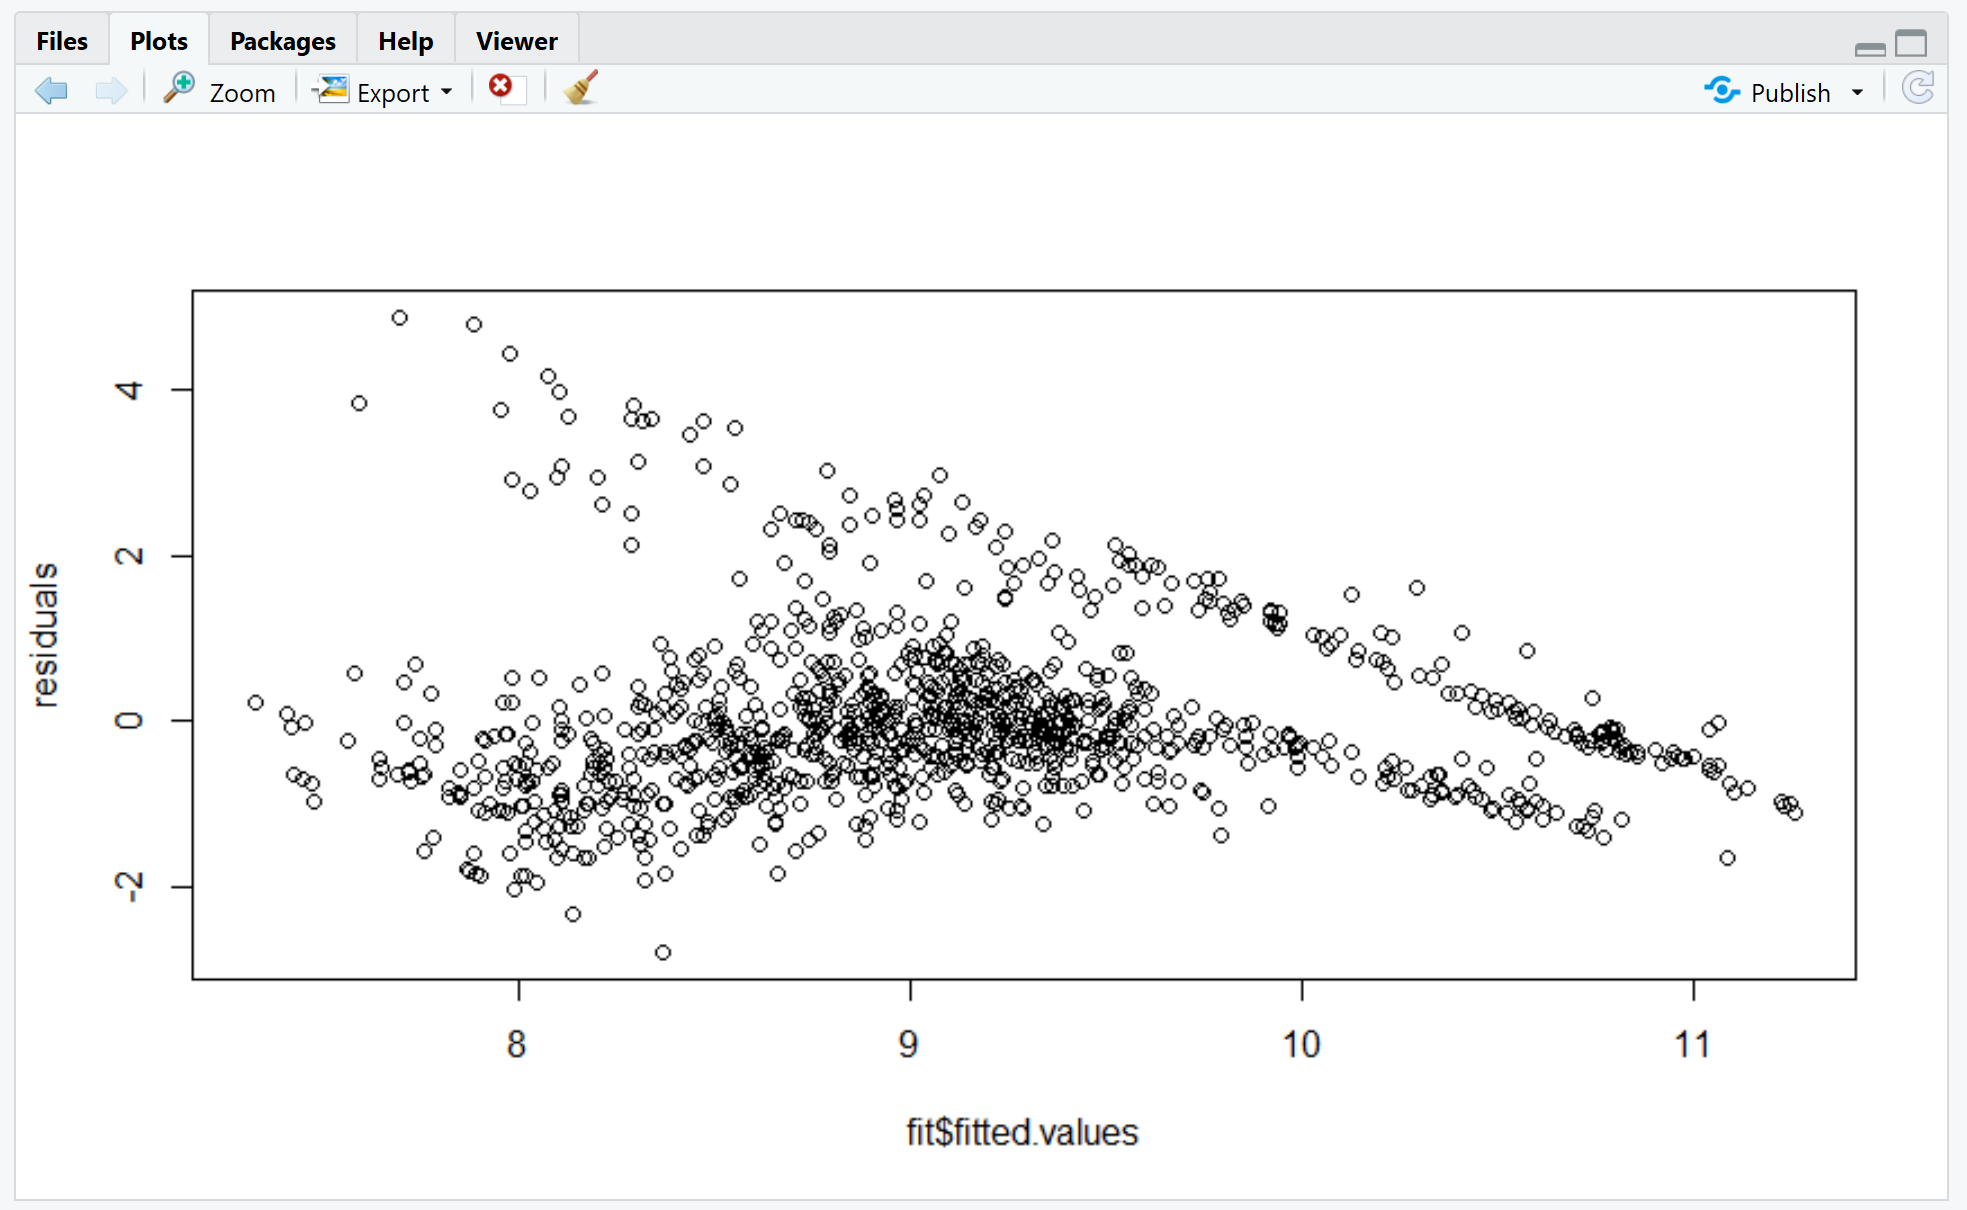 Files Plots Packages Help Viewer
Zoom Export Publish
residuals
4
2
0
-2
8 9 10 11
fit$fitted.values